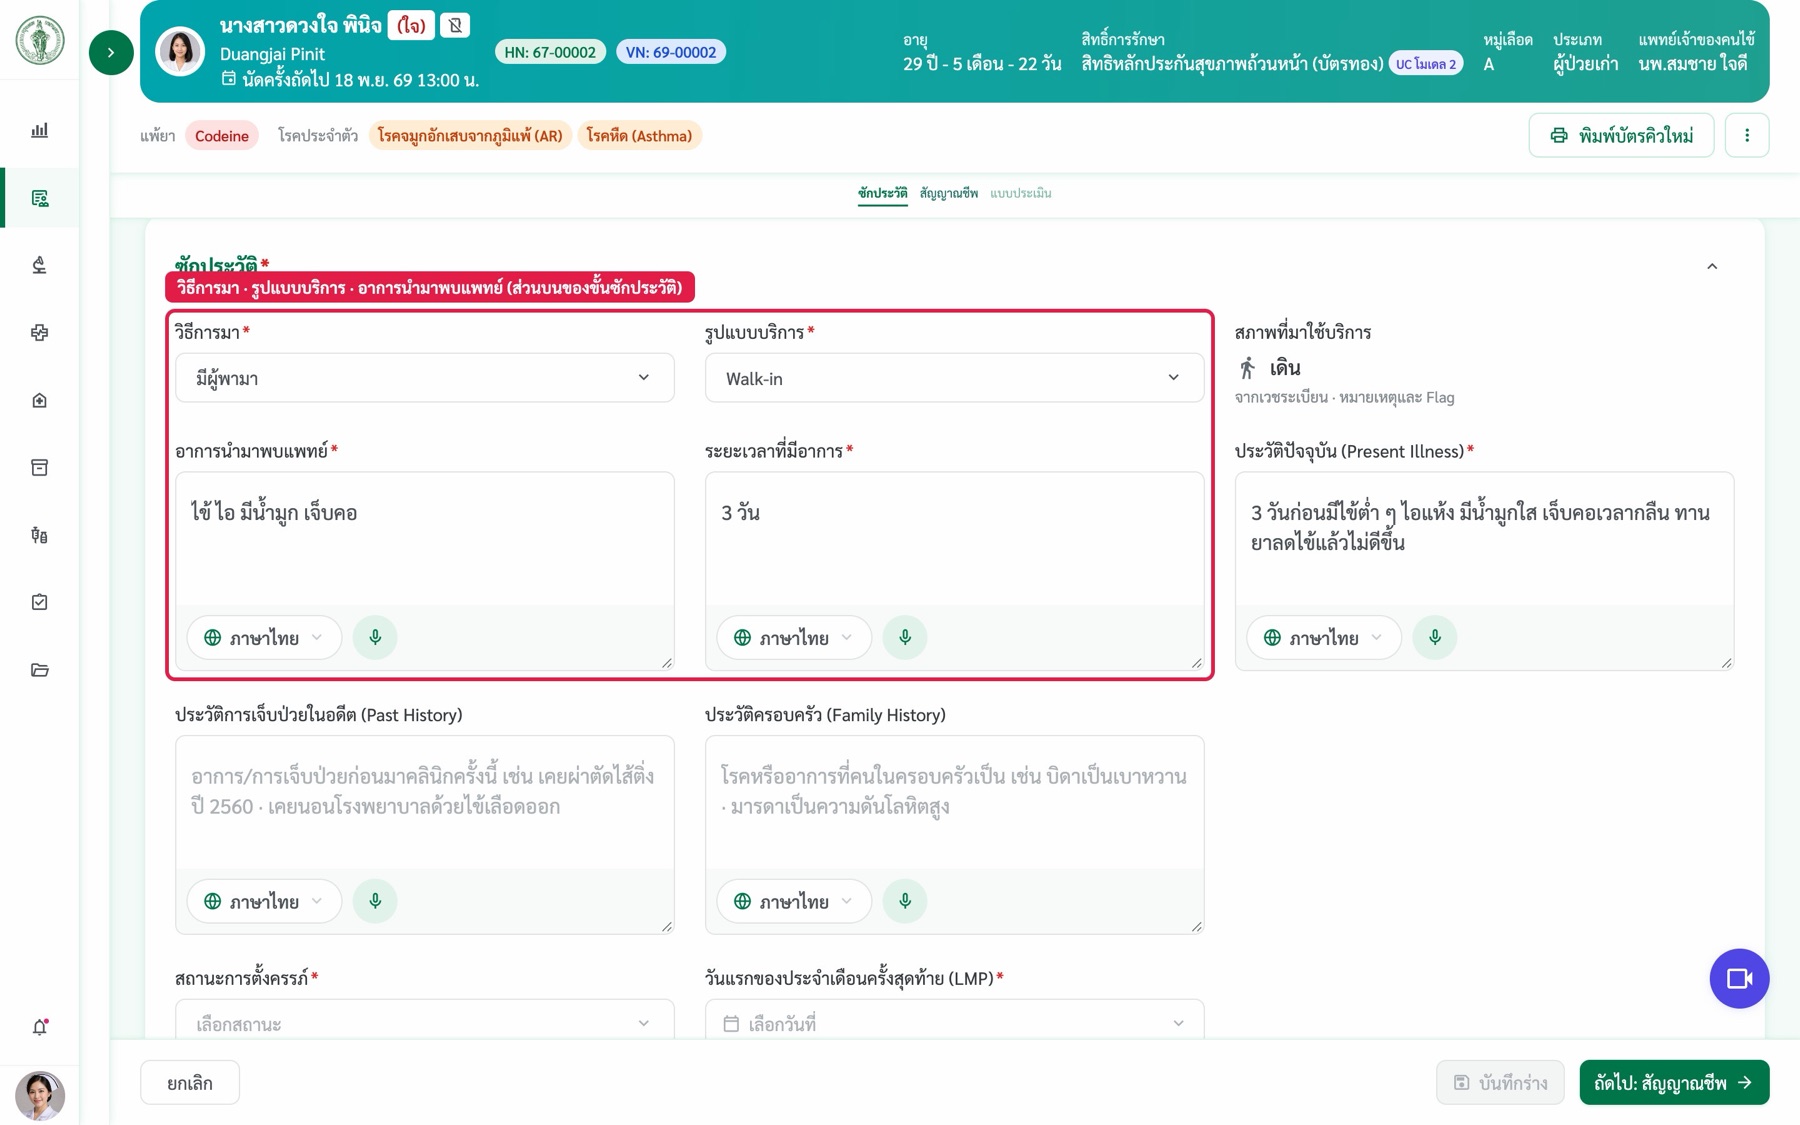 นางสาวดวงใจ พินิจ (ใจ)
Duangjai Pinit
นัดครั้งถัดไป 18 พ.ย. 69 13:00 น.
HN: 67-00002
VN: 69-00002
อายุ
29 ปี - 5 เดือน - 22 วัน
สิทธิ์การรักษา
สิทธิหลักประกันสุขภาพถ้วนหน้า (บัตรทอง) UC โมเดล 2
หมู่เลือด
A
ประเภท
ผู้ป่วยเก่า
แพทย์เจ้าของคนไข้
นพ.สมชาย ใจดี
แพ้ยา Codeine โรคประจำตัว โรคจมูกอักเสบจากภูมิแพ้ (AR) โรคหืด (Asthma)
พิมพ์บัตรคิวใหม่
ซักประวัติ สัญญาณชีพ แบบประเมิน
ซักประวัติ*
วิธีการมา · รูปแบบบริการ · อาการนำมาพบแพทย์ (ส่วนบนของขั้นซักประวัติ)
วิธีการมา*
มีผู้พามา
รูปแบบบริการ*
Walk-in
สภาพที่มาใช้บริการ
เดิน
จากเวชระเบียน · หมายเหตุและ Flag
อาการนำมาพบแพทย์*
ไข้ ไอ มีน้ำมูก เจ็บคอ
ภาษาไทย
ระยะเวลาที่มีอาการ*
3 วัน
ภาษาไทย
ประวัติปัจจุบัน (Present Illness)*
3 วันก่อนมีไข้ต่ำ ๆ ไอแห้ง มีน้ำมูกใส เจ็บคอเวลากลืน ทาน
ยาลดไข้แล้วไม่ดีขึ้น
ภาษาไทย
ประวัติการเจ็บป่วยในอดีต (Past History)
อาการ/การเจ็บป่วยก่อนมาคลินิกครั้งนี้ เช่น เคยผ่าตัดไส้ติ่ง
ปี 2560 · เคยนอนโรงพยาบาลด้วยไข้เลือดออก
ภาษาไทย
ประวัติครอบครัว (Family History)
โรคหรืออาการที่คนในครอบครัวเป็น เช่น บิดาเป็นเบาหวาน
· มารดาเป็นความดันโลหิตสูง
ภาษาไทย
สถานะการตั้งครรภ์*
เลือกสถานะ
วันแรกของประจำเดือนครั้งสุดท้าย (LMP)*
เลือกวันที่
ยกเลิก
บันทึกร่าง
ถัดไป: สัญญาณชีพ